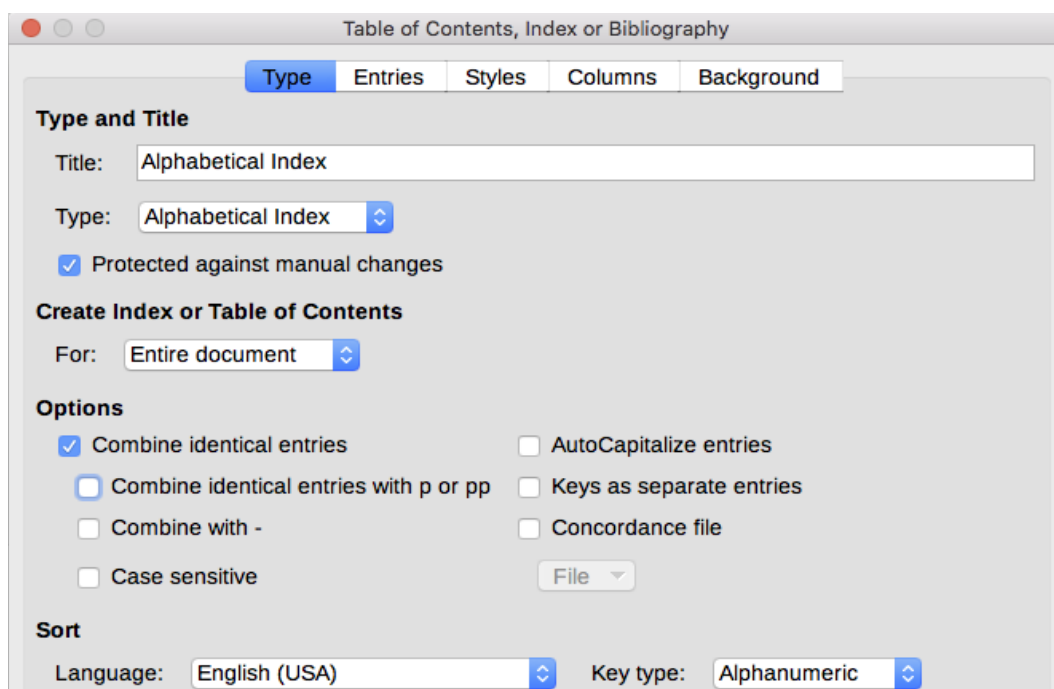 Table of Contents, Index or Bibliography
Type Entries Styles Columns Background
Type and Title
Title: Alphabetical Index
Type: Alphabetical Index
Protected against manual changes
Create Index or Table of Contents
For: Entire document
Options
Combine identical entries AutoCapitalize entries
Combine identical entries with p or pp Keys as separate entries
Combine with - Concordance file
Case sensitive File
Sort
Language: English (USA) Key type: Alphanumeric